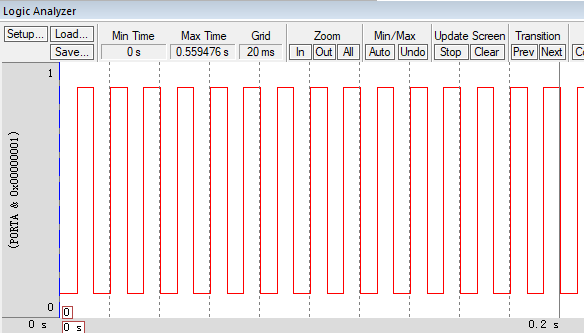 Logic Analyzer
Setup... Load... Min Time Max Time Grid Zoom Min/Max Update Screen Transition
Save... 0 s 0.559476 s 20 ms In Out All Auto Undo Stop Clear Prev Next
1
(PORTA & 0x00000001)
0
0
0 s 0 s 0.2 s